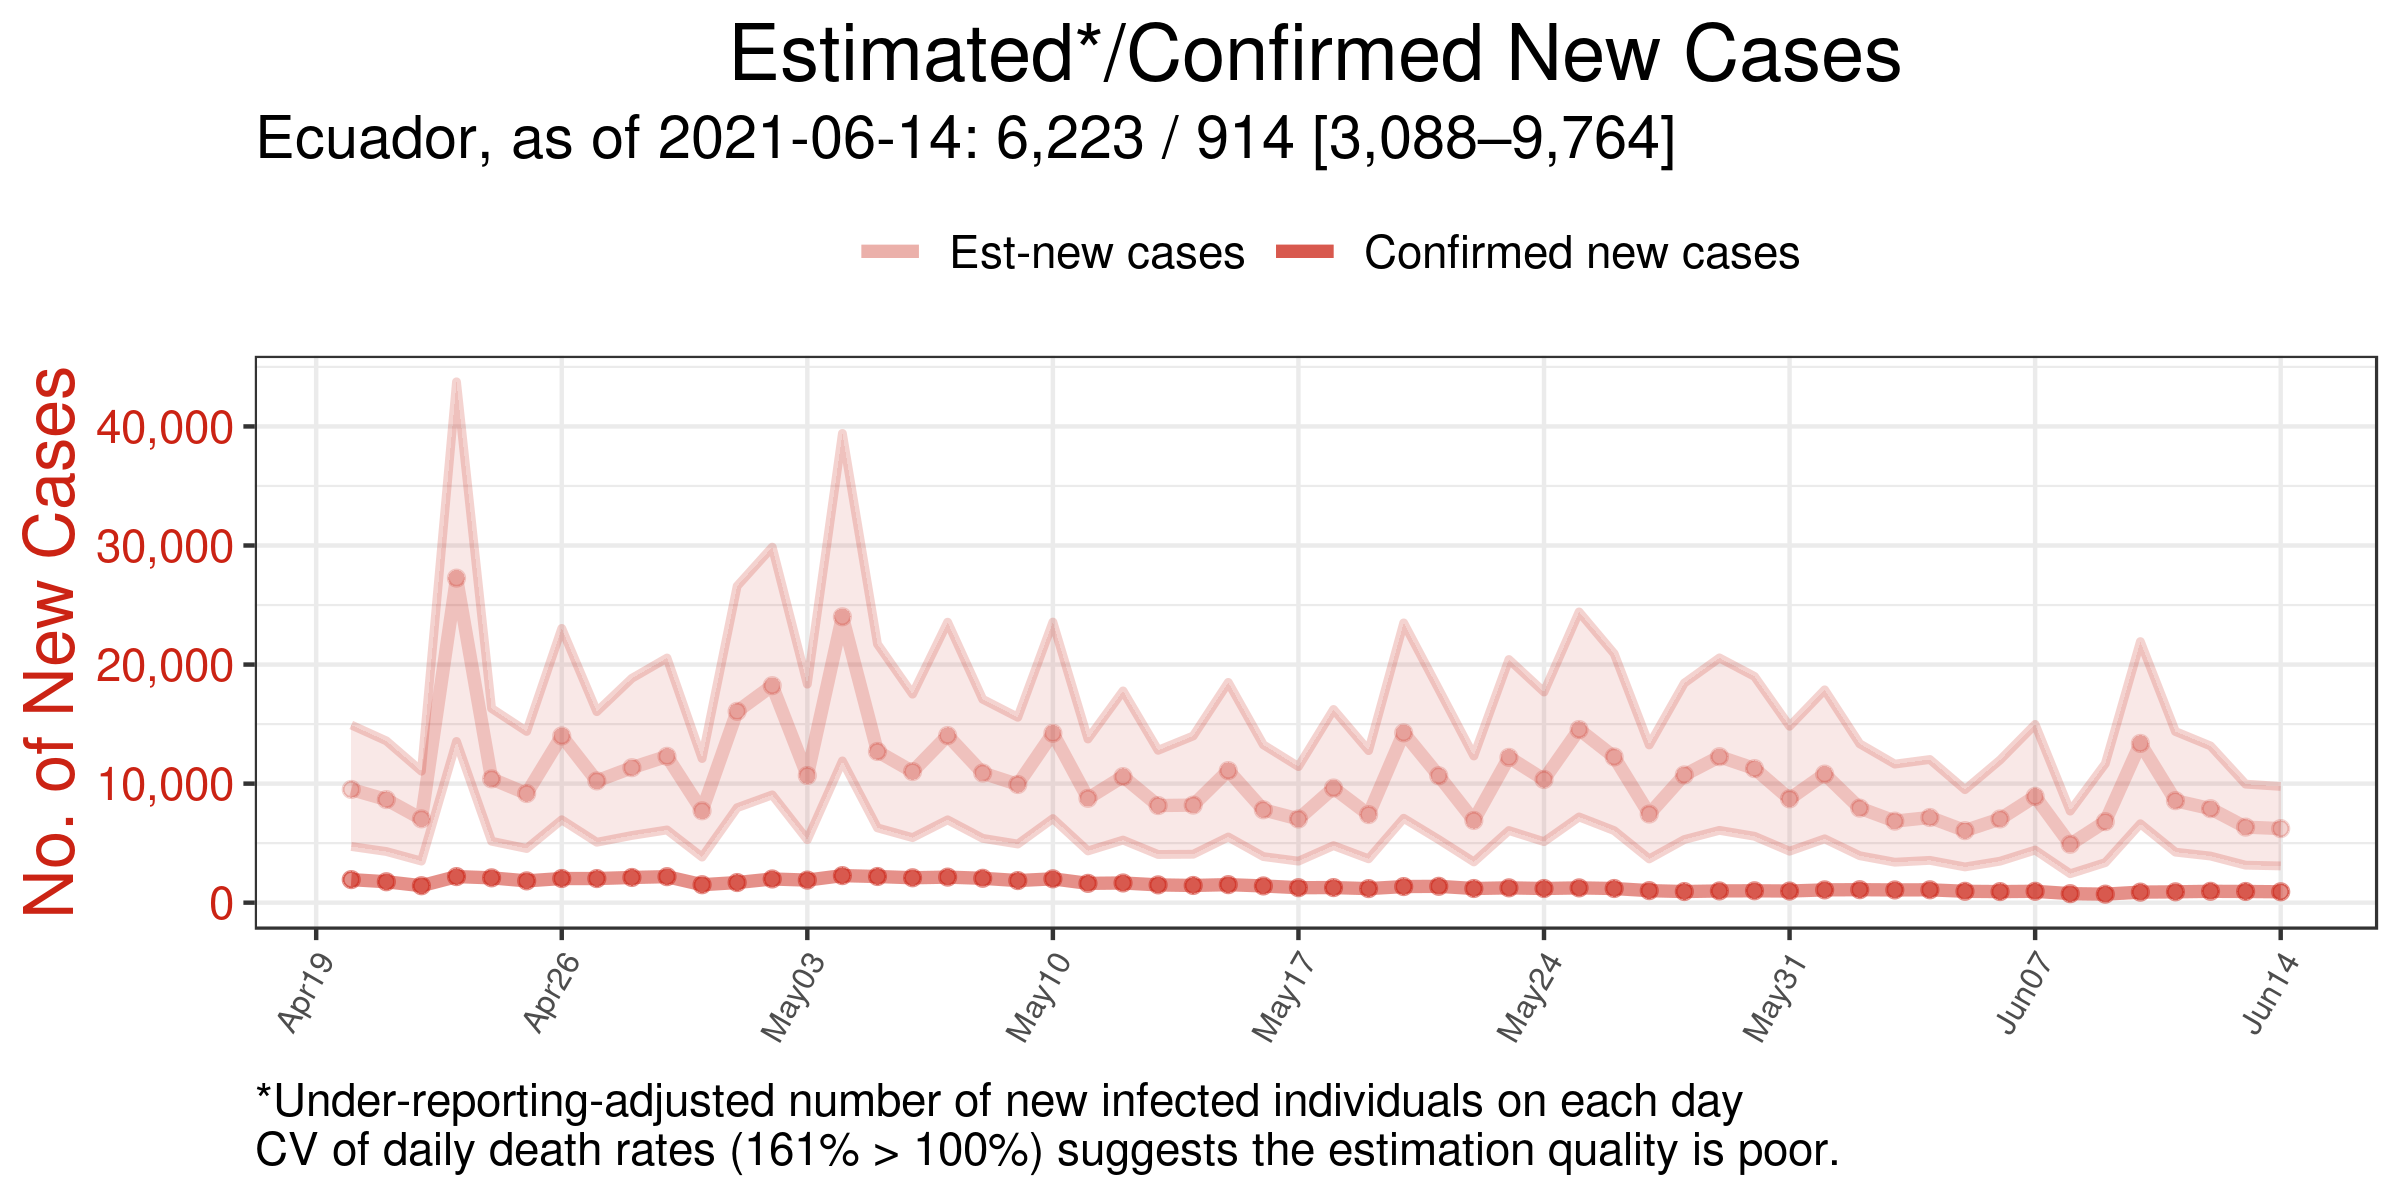 Estimated*/Confirmed New Cases
Ecuador, as of 2021-06-14: 6,223 / 914 [3,088–9,764]
Est-new cases Confirmed new cases
No. of New Cases
40,000
30,000
20,000
10,000
0
Apr19 Apr26 May03 May10 May17 May24 May31 Jun07 Jun14
*Under-reporting-adjusted number of new infected individuals on each day
CV of daily death rates (161% > 100%) suggests the estimation quality is poor.